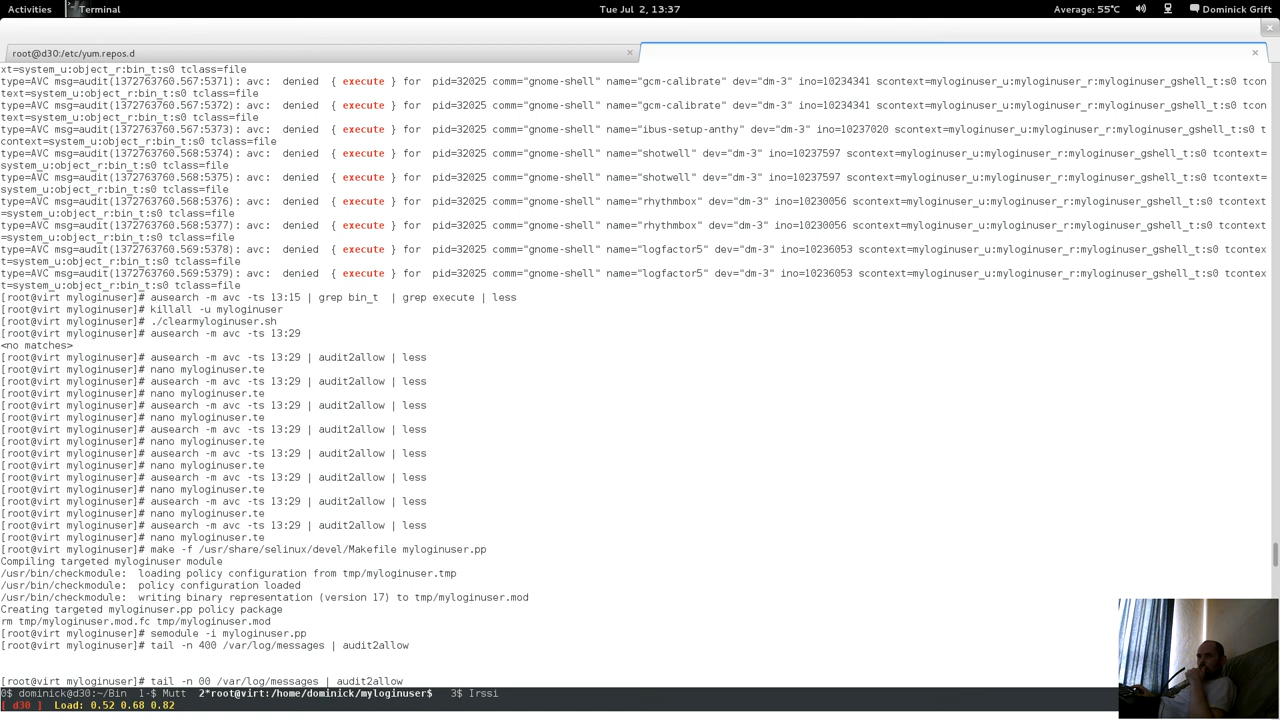 Activities
Terminal
Tue Jul 2, 13:37
Average: 55°C
Dominick Grift
root@d30:/etc/yum.repos.d
xt=system_u:object_r:bin_t:s0 tclass=file
type=AVC msg=audit(1372763760.567:5371): avc:  denied  { execute } for  pid=32025 comm="gnome-shell" name="gcm-calibrate" dev="dm-3" ino=10234341 scontext=myloginuser_u:myloginuser_r:myloginuser_gshell_t:s0 tcon
text=system_u:object_r:bin_t:s0 tclass=file
type=AVC msg=audit(1372763760.567:5372): avc:  denied  { execute } for  pid=32025 comm="gnome-shell" name="gcm-calibrate" dev="dm-3" ino=10234341 scontext=myloginuser_u:myloginuser_r:myloginuser_gshell_t:s0 tcon
text=system_u:object_r:bin_t:s0 tclass=file
type=AVC msg=audit(1372763760.567:5373): avc:  denied  { execute } for  pid=32025 comm="gnome-shell" name="ibus-setup-anthy" dev="dm-3" ino=10237020 scontext=myloginuser_u:myloginuser_r:myloginuser_gshell_t:s0 t
context=system_u:object_r:bin_t:s0 tclass=file
type=AVC msg=audit(1372763760.568:5374): avc:  denied  { execute } for  pid=32025 comm="gnome-shell" name="shotwell" dev="dm-3" ino=10237597 scontext=myloginuser_u:myloginuser_r:myloginuser_gshell_t:s0 tcontext=
system_u:object_r:bin_t:s0 tclass=file
type=AVC msg=audit(1372763760.568:5375): avc:  denied  { execute } for  pid=32025 comm="gnome-shell" name="shotwell" dev="dm-3" ino=10237597 scontext=myloginuser_u:myloginuser_r:myloginuser_gshell_t:s0 tcontext=
system_u:object_r:bin_t:s0 tclass=file
type=AVC msg=audit(1372763760.568:5376): avc:  denied  { execute } for  pid=32025 comm="gnome-shell" name="rhythmbox" dev="dm-3" ino=10230056 scontext=myloginuser_u:myloginuser_r:myloginuser_gshell_t:s0 tcontext
=system_u:object_r:bin_t:s0 tclass=file
type=AVC msg=audit(1372763760.568:5377): avc:  denied  { execute } for  pid=32025 comm="gnome-shell" name="rhythmbox" dev="dm-3" ino=10230056 scontext=myloginuser_u:myloginuser_r:myloginuser_gshell_t:s0 tcontext
=system_u:object_r:bin_t:s0 tclass=file
type=AVC msg=audit(1372763760.569:5378): avc:  denied  { execute } for  pid=32025 comm="gnome-shell" name="logfactor5" dev="dm-3" ino=10236053 scontext=myloginuser_u:myloginuser_r:myloginuser_gshell_t:s0 tcontex
t=system_u:object_r:bin_t:s0 tclass=file
type=AVC msg=audit(1372763760.569:5379): avc:  denied  { execute } for  pid=32025 comm="gnome-shell" name="logfactor5" dev="dm-3" ino=10236053 scontext=myloginuser_u:myloginuser_r:myloginuser_gshell_t:s0 tcontex
t=system_u:object_r:bin_t:s0 tclass=file
[root@virt myloginuser]# ausearch -m avc -ts 13:15 | grep bin_t  | grep execute | less
[root@virt myloginuser]# killall -u myloginuser
[root@virt myloginuser]# ./clearmyloginuser.sh
[root@virt myloginuser]# ausearch -m avc -ts 13:29
<no matches>
[root@virt myloginuser]# ausearch -m avc -ts 13:29 | audit2allow | less
[root@virt myloginuser]# nano myloginuser.te
[root@virt myloginuser]# ausearch -m avc -ts 13:29 | audit2allow | less
[root@virt myloginuser]# nano myloginuser.te
[root@virt myloginuser]# ausearch -m avc -ts 13:29 | audit2allow | less
[root@virt myloginuser]# nano myloginuser.te
[root@virt myloginuser]# ausearch -m avc -ts 13:29 | audit2allow | less
[root@virt myloginuser]# nano myloginuser.te
[root@virt myloginuser]# ausearch -m avc -ts 13:29 | audit2allow | less
[root@virt myloginuser]# nano myloginuser.te
[root@virt myloginuser]# ausearch -m avc -ts 13:29 | audit2allow | less
[root@virt myloginuser]# nano myloginuser.te
[root@virt myloginuser]# ausearch -m avc -ts 13:29 | audit2allow | less
[root@virt myloginuser]# nano myloginuser.te
[root@virt myloginuser]# ausearch -m avc -ts 13:29 | audit2allow | less
[root@virt myloginuser]# nano myloginuser.te
[root@virt myloginuser]# make -f /usr/share/selinux/devel/Makefile myloginuser.pp
Compiling targeted myloginuser module
/usr/bin/checkmodule:  loading policy configuration from tmp/myloginuser.tmp
/usr/bin/checkmodule:  policy configuration loaded
/usr/bin/checkmodule:  writing binary representation (version 17) to tmp/myloginuser.mod
Creating targeted myloginuser.pp policy package
rm tmp/myloginuser.mod.fc tmp/myloginuser.mod
[root@virt myloginuser]# semodule -i myloginuser.pp
[root@virt myloginuser]# tail -n 400 /var/log/messages | audit2allow
[root@virt myloginuser]# tail -n 00 /var/log/messages | audit2allow
0$ dominick@d30:~/Bin  1-$ Mutt  2*root@virt:/home/dominick/myloginuser$   3$ Irssi
[ d30 ]  Load: 0.52 0.68 0.82